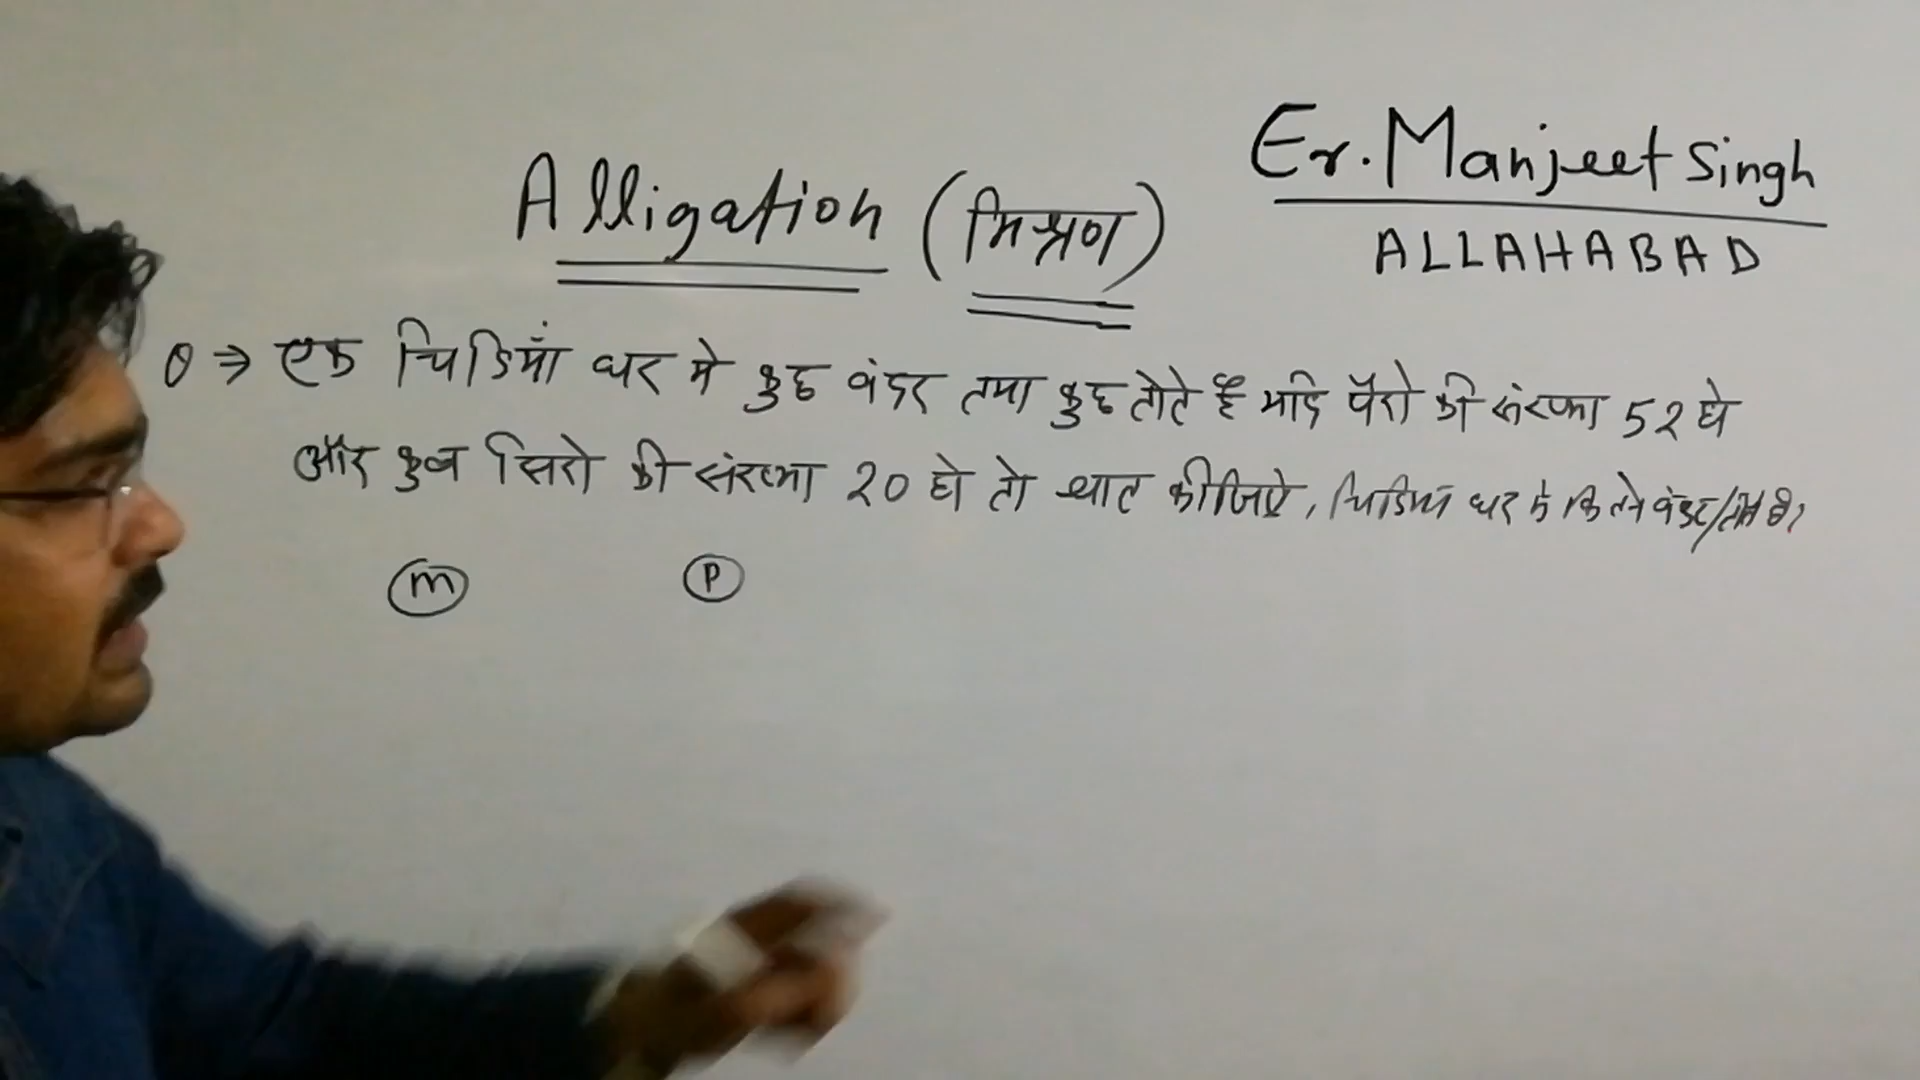 Er. Manjeet Singh
ALLAHABAD
Alligation (मिश्रण)
Q ⇒ एक चिडियाँ घर मे कुछ बंदर तथा कुछ तोते है यदि पैरो की संख्या 52 हो
और कुल सिरो की संख्या 20 हो तो ज्ञात कीजिए, चिडियाँ घर मे कितने बंदर/तोते है?
m P